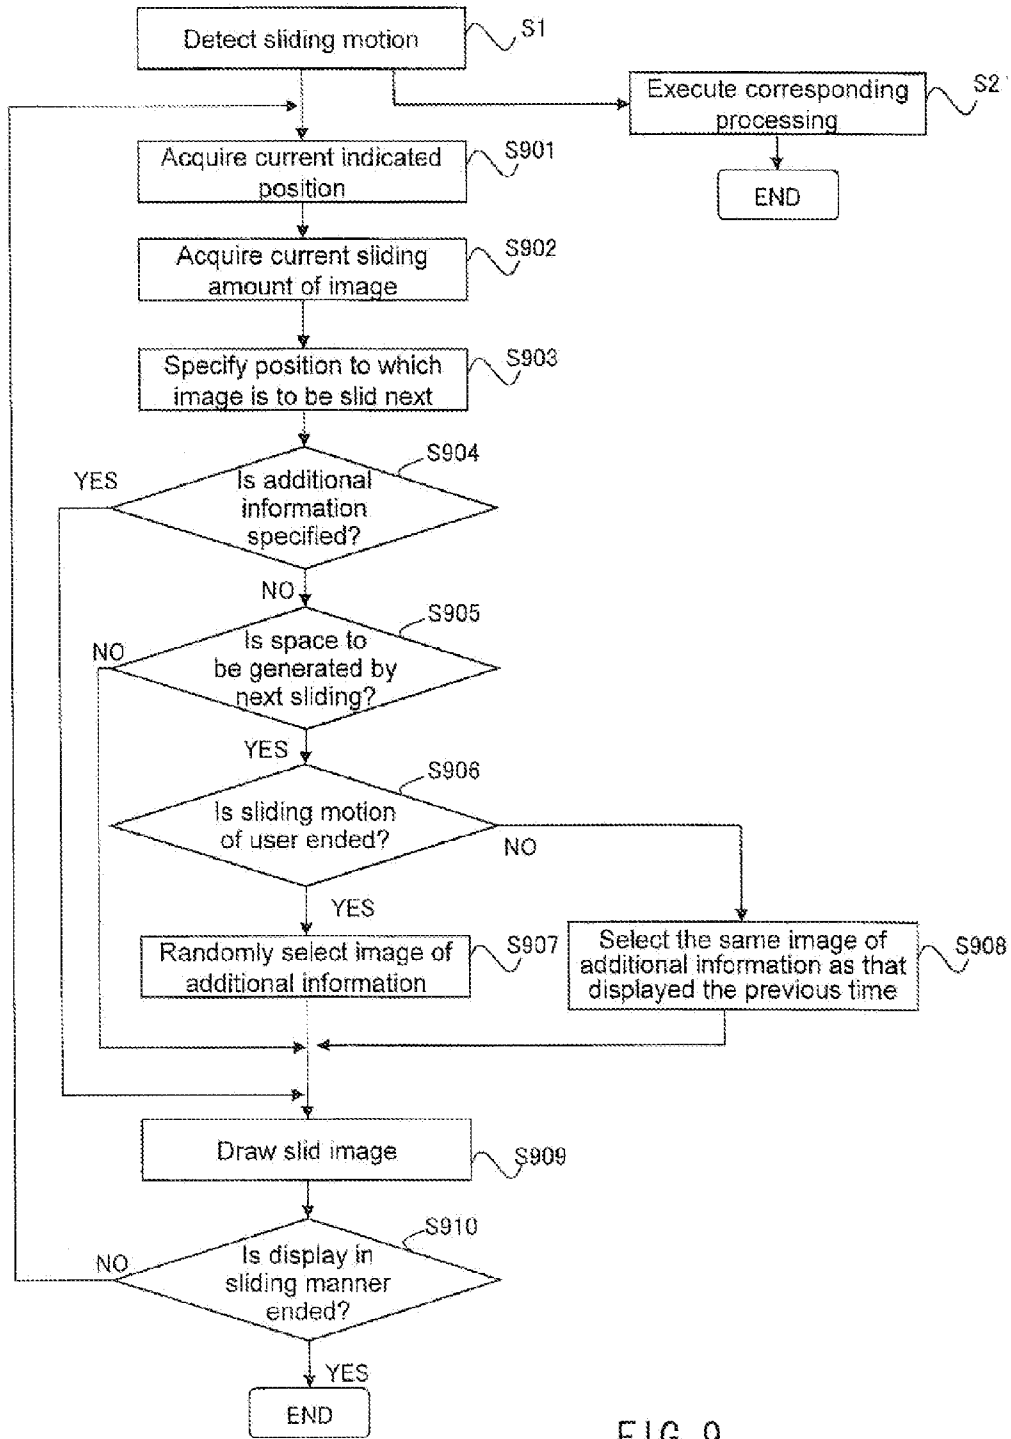 Detect sliding motion
S1
Execute corresponding
processing
S2
END
Acquire current indicated
position
S901
Acquire current sliding
amount of image
S902
Specify position to which
image is to be slid next
S903
Is additional
information
specified?
S904
YES
NO
Is space to
be generated by
next sliding?
S905
NO
YES
Is sliding motion
of user ended?
S906
NO
YES
Randomly select image of
additional information
S907
Select the same image of
additional information as that
displayed the previous time
S908
Draw slid image
S909
Is display in
sliding manner
ended?
S910
NO
YES
END
FIG. 9